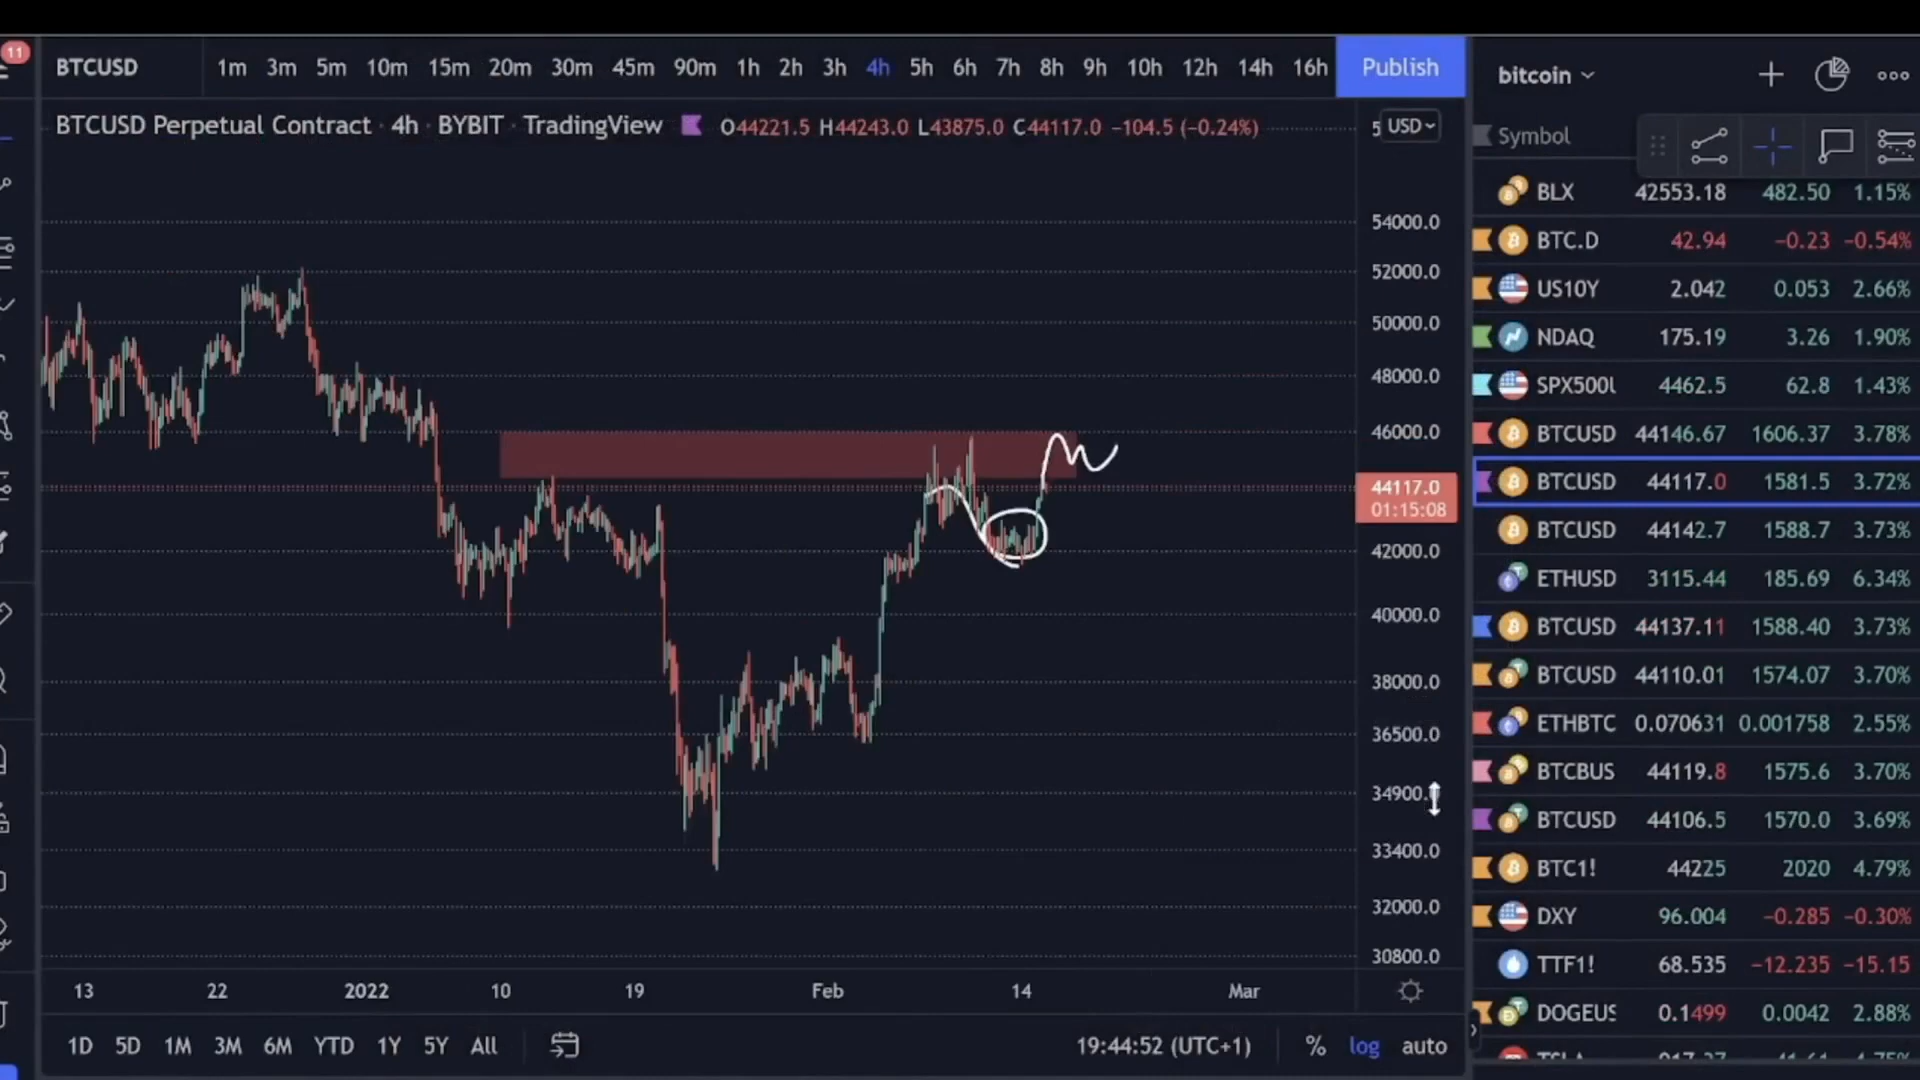 11
BTCUSD 1m 3m 5m 10m 15m 20m 30m 45m 90m 1h 2h 3h 4h 5h 6h 7h 8h 9h 10h 12h 14h 16h Publish
bitcoin
BTCUSD Perpetual Contract · 4h · BYBIT · TradingView O44221.5 H44243.0 L43875.0 C44117.0 −104.5 (−0.24%)
USD
Symbol
54000.0
52000.0
50000.0
48000.0
46000.0
44117.0
01:15:08
42000.0
40000.0
38000.0
36500.0
34900.0
33400.0
32000.0
30800.0
BLX 42553.18 482.50 1.15%
BTC.D 42.94 −0.23 −0.54%
US10Y 2.042 0.053 2.66%
NDAQ 175.19 3.26 1.90%
SPX500U 4462.5 62.8 1.43%
BTCUSD 44146.67 1606.37 3.78%
BTCUSD 44117.0 1581.5 3.72%
BTCUSD 44142.7 1588.7 3.73%
ETHUSD 3115.44 185.69 6.34%
BTCUSD 44137.11 1588.40 3.73%
BTCUSD 44110.01 1574.07 3.70%
ETHBTC 0.070631 0.001758 2.55%
BTCBUS 44119.8 1575.6 3.70%
BTCUSD 44106.5 1570.0 3.69%
BTC1! 44225 2020 4.79%
DXY 96.004 −0.285 −0.30%
TTF1! 68.535 −12.235 −15.15
DOGEUS 0.1499 0.0042 2.88%
13 22 2022 10 19 Feb 14 Mar
1D 5D 1M 3M 6M YTD 1Y 5Y All
19:44:52 (UTC+1) % log auto